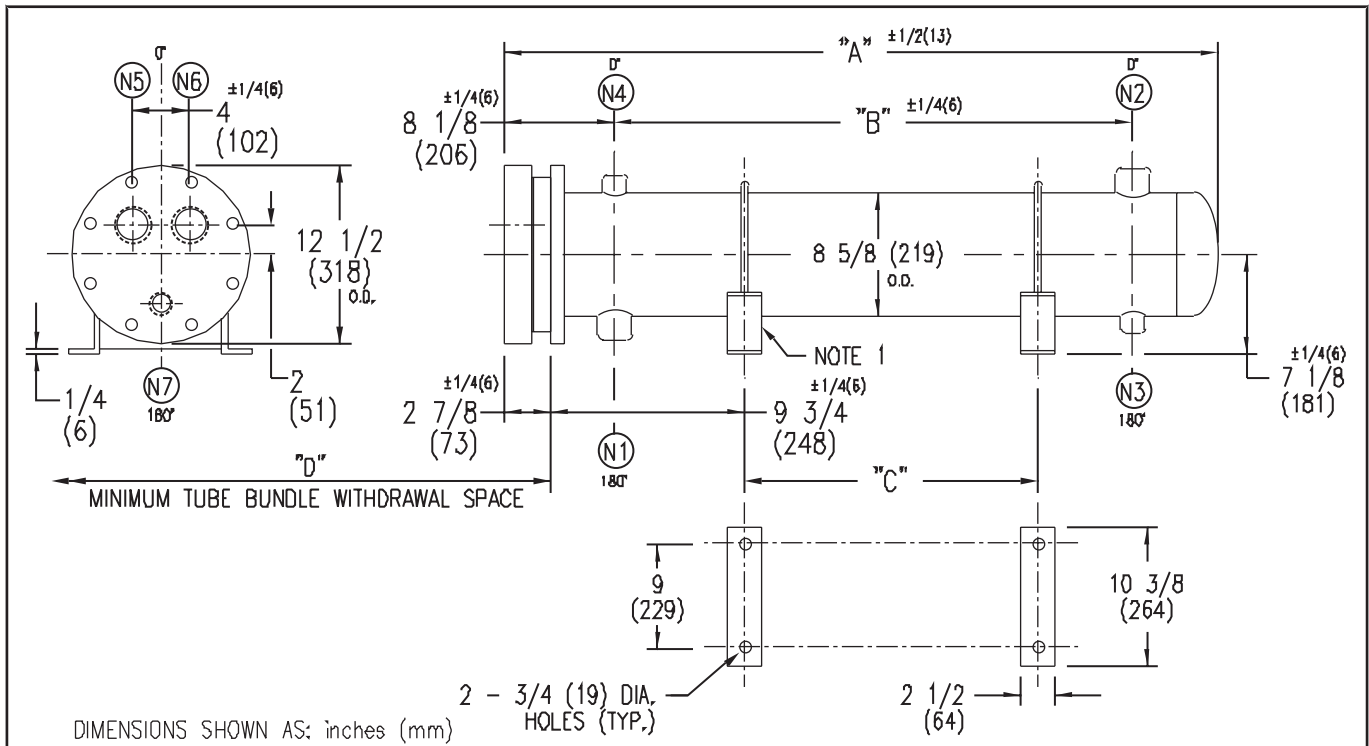 0°
N5 N6
±1/4(6)
4
(102)
12 1/2
(318)
O.D.
1/4
(6)
N7
180°
2
(51)
"A" ±1/2(13)
±1/4(6)
8 1/8
(206)
0°
N4
"B" ±1/4(6)
0°
N2
8 5/8 (219)
O.D.
NOTE 1
±1/4(6)
2 7/8
(73)
N1
180°
±1/4(6)
9 3/4
(248)
N3
180°
±1/4(6)
7 1/8
(181)
"D"
MINIMUM TUBE BUNDLE WITHDRAWAL SPACE
"C"
9
(229)
10 3/8
(264)
2 - 3/4 (19) DIA.
HOLES (TYP.)
2 1/2
(64)
DIMENSIONS SHOWN AS: inches (mm)